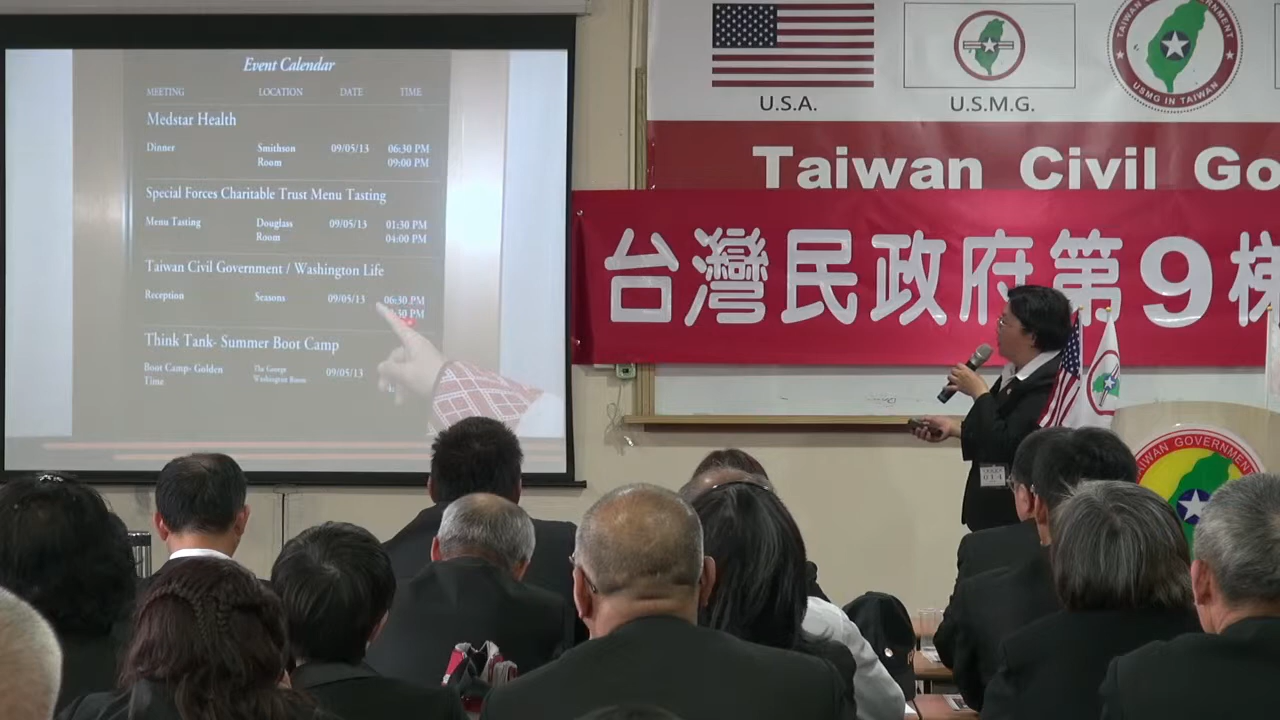 Event Calendar
MEETING LOCATION DATE TIME
Medstar Health
Dinner Smithson Room 09/05/13 06:30 PM 09:00 PM
Special Forces Charitable Trust Menu Tasting
Menu Tasting Douglass Room 09/05/13 01:30 PM 04:00 PM
Taiwan Civil Government / Washington Life
Reception Seasons 09/05/13 06:30 PM :30 PM
Think Tank- Summer Boot Camp
Boot Camp- Golden Time The George Washington Room 09/05/13
U.S.A.
U.S.M.G.
USMG IN TAIWAN
Taiwan Civil Go
台灣民政府第9梯
TAIWAN GOVERNMENT